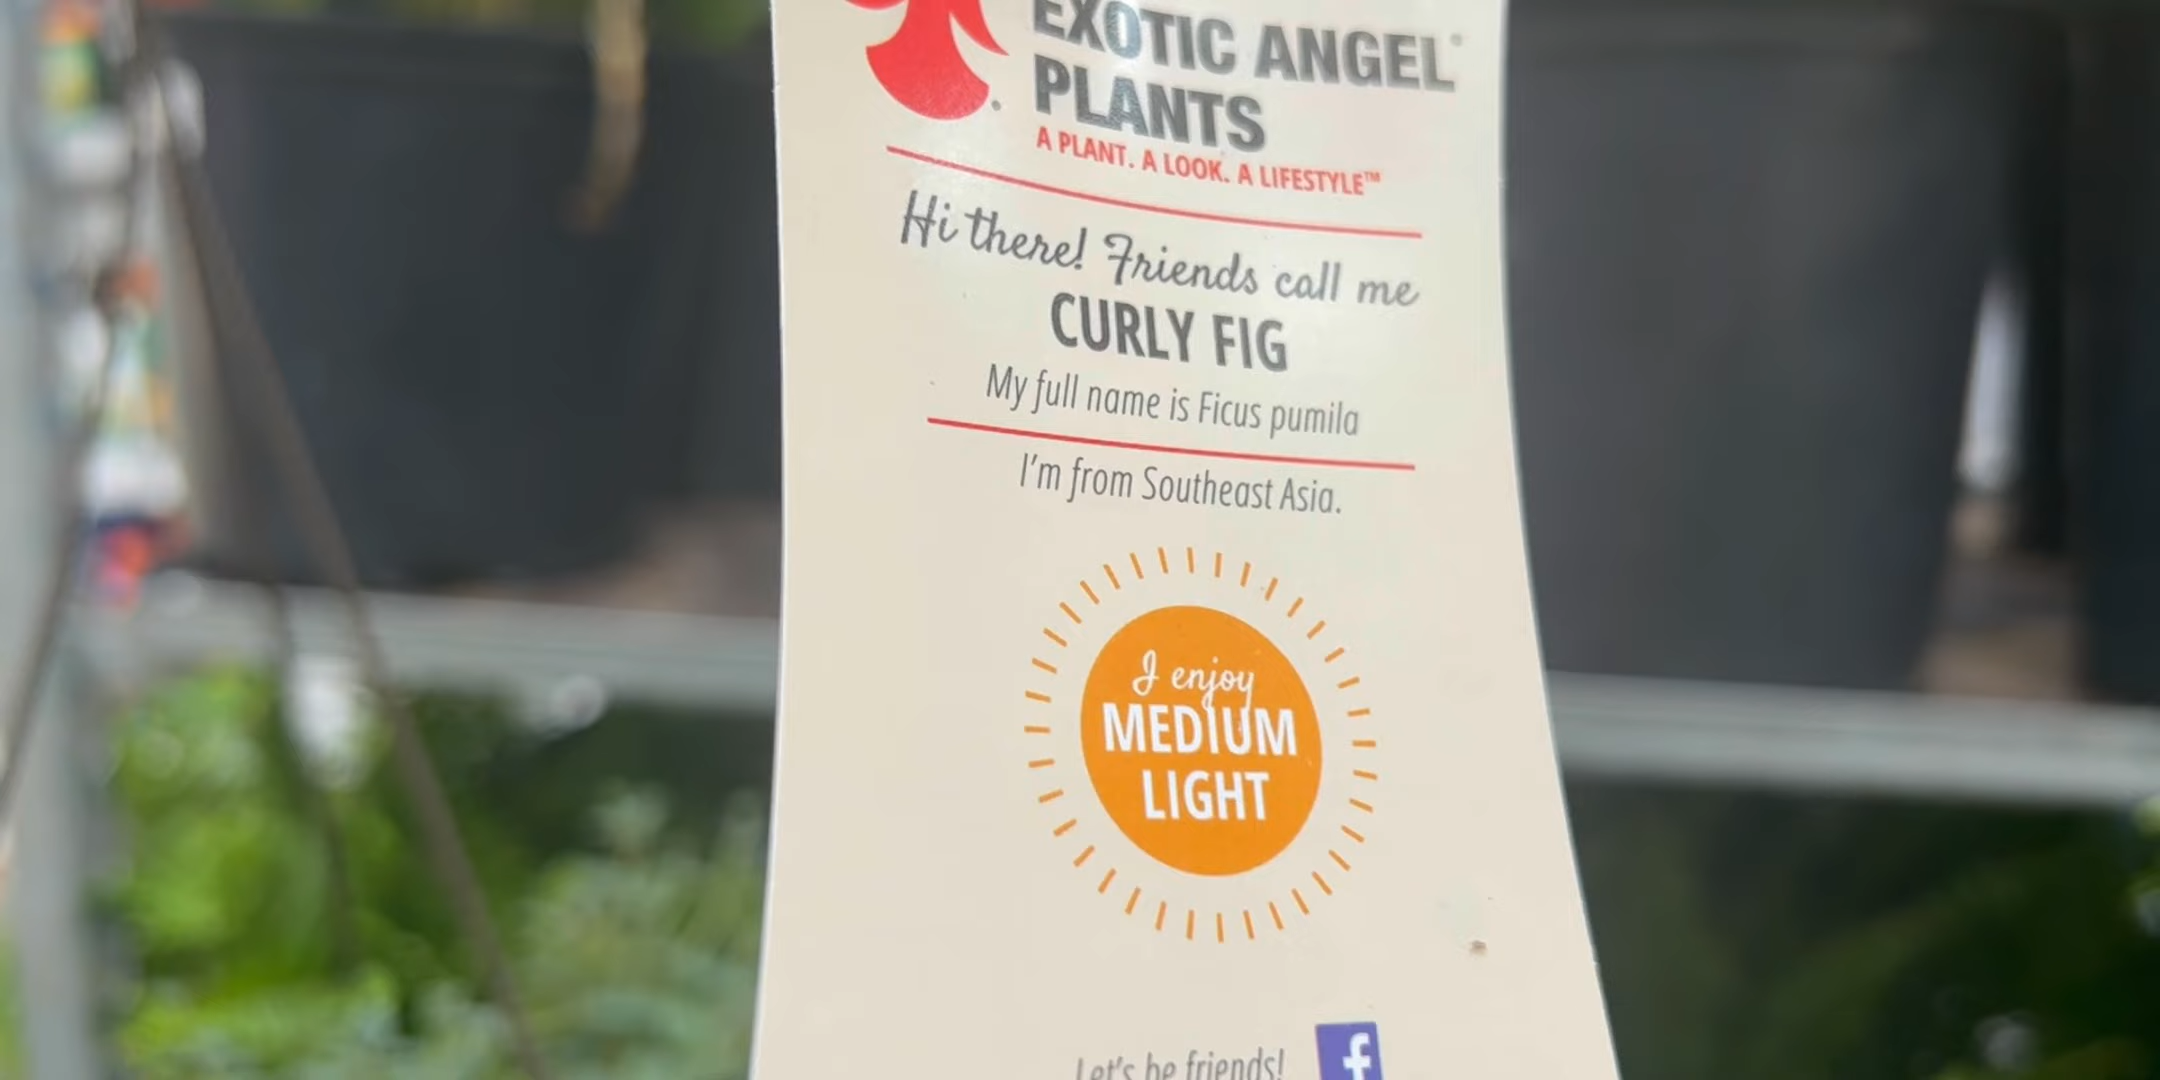 EXOTIC ANGEL®
PLANTS
A PLANT. A LOOK. A LIFESTYLE™
Hi there! Friends call me
CURLY FIG
My full name is Ficus pumila
I'm from Southeast Asia.
I enjoy
MEDIUM
LIGHT
Let's be friends! f